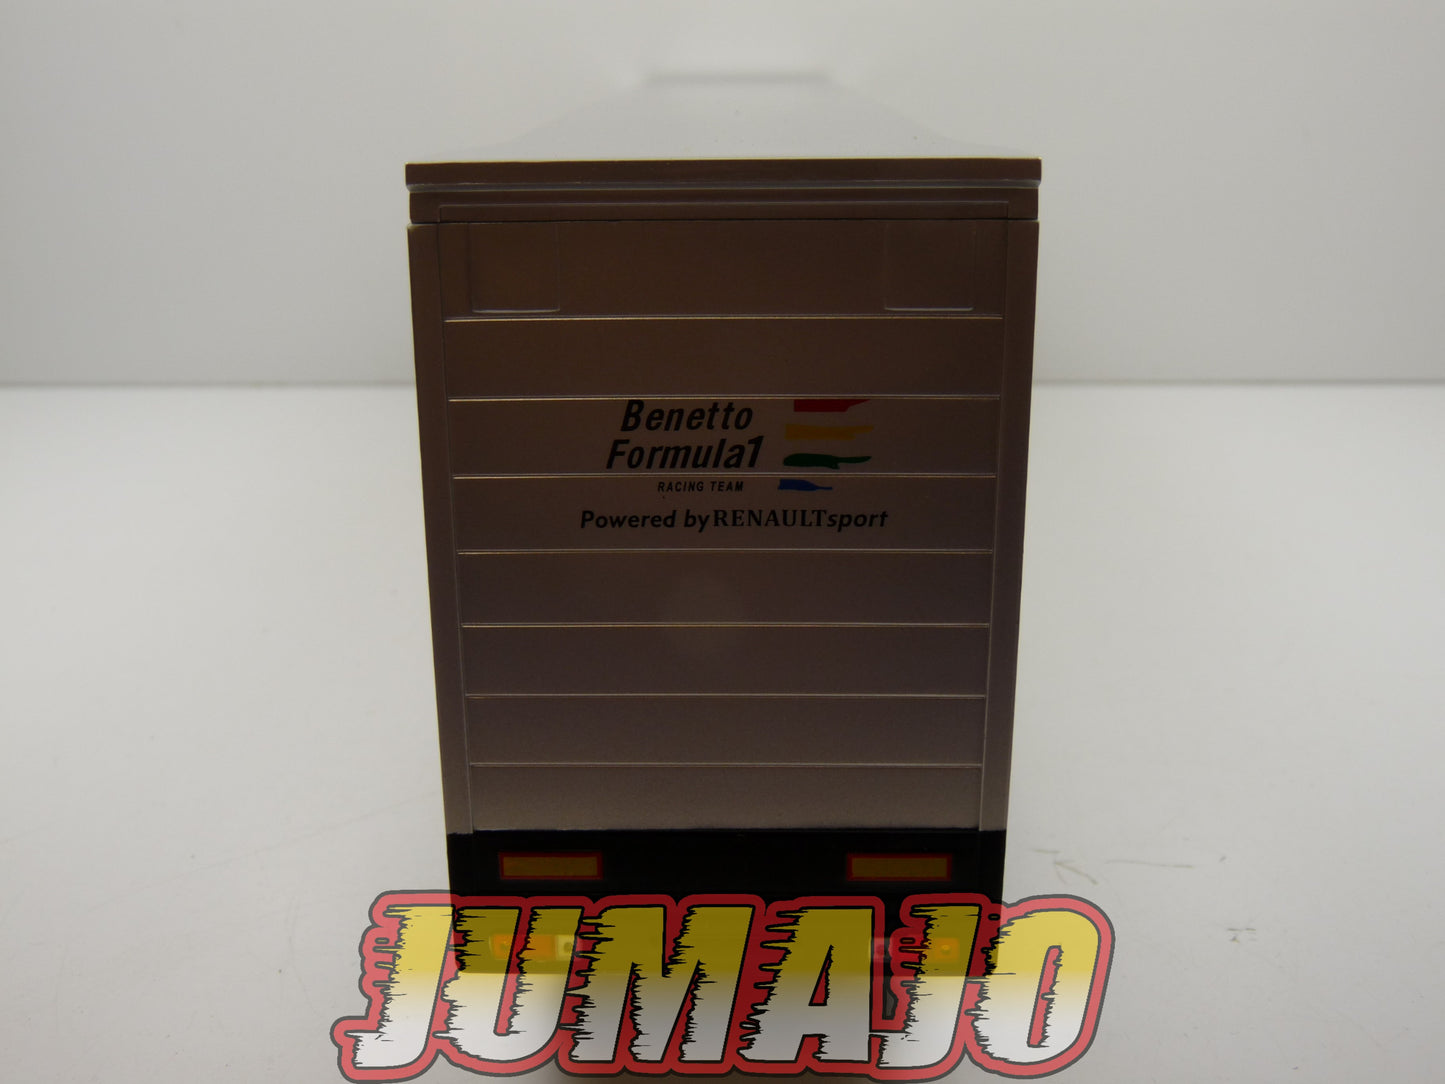 Benetto
Formula1
RACING TEAM
Powered by RENAULTsport
JUMAJO